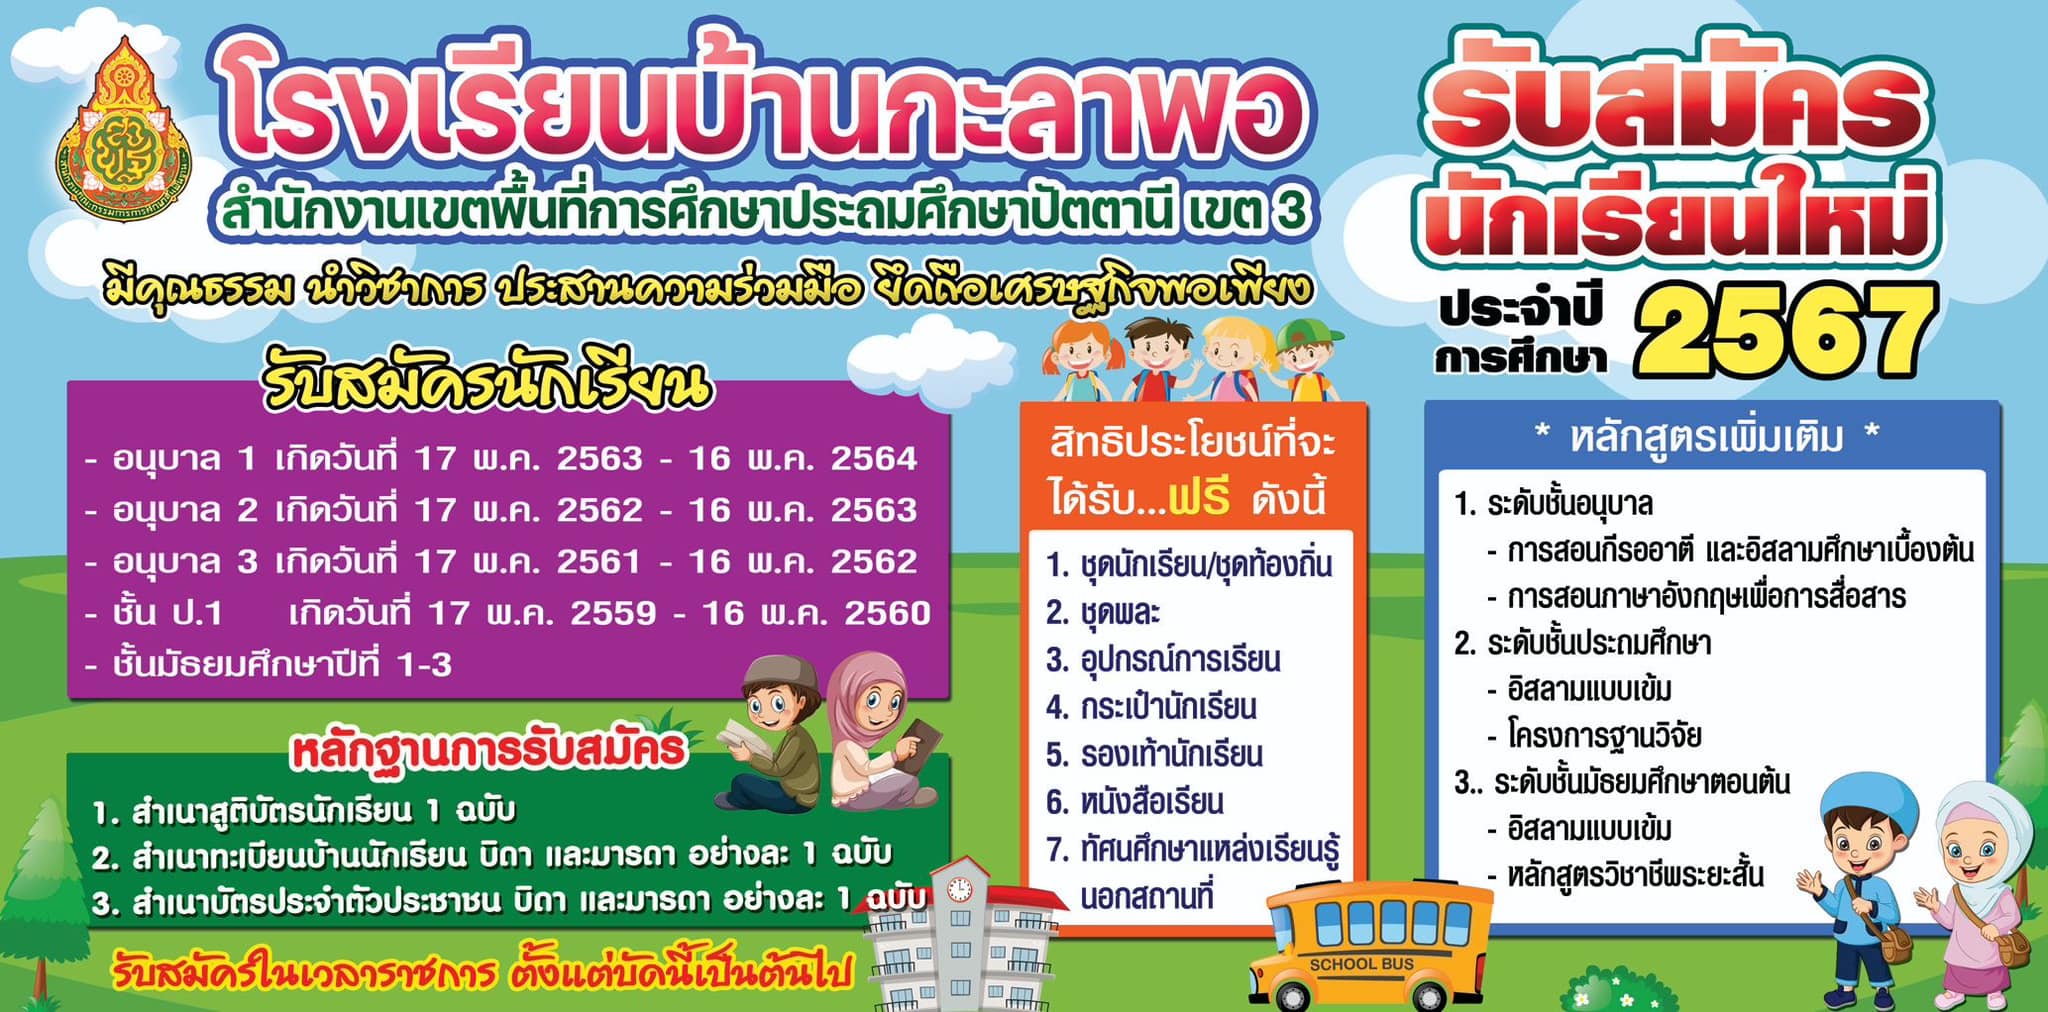 โรงเรียนบ้านกะลาพอ
สำนักงานเขตพื้นที่การศึกษาประถมศึกษาปัตตานี เขต 3
มีคุณธรรม นำวิชาการ ประสานความร่วมมือ ยึดถือเศรษฐกิจพอเพียง
รับสมัครนักเรียน
- อนุบาล 1 เกิดวันที่ 17 พ.ค. 2563 - 16 พ.ค. 2564
- อนุบาล 2 เกิดวันที่ 17 พ.ค. 2562 - 16 พ.ค. 2563
- อนุบาล 3 เกิดวันที่ 17 พ.ค. 2561 - 16 พ.ค. 2562
- ชั้น ป.1 เกิดวันที่ 17 พ.ค. 2559 - 16 พ.ค. 2560
- ชั้นมัธยมศึกษาปีที่ 1-3
หลักฐานการรับสมัคร
1. สำเนาสูติบัตรนักเรียน 1 ฉบับ
2. สำเนาทะเบียนบ้านนักเรียน บิดา และมารดา อย่างละ 1 ฉบับ
3. สำเนาบัตรประจำตัวประชาชน บิดา และมารดา อย่างละ 1 ฉบับ
รับสมัครในเวลาราชการ ตั้งแต่บัดนี้เป็นต้นไป
สิทธิประโยชน์ที่จะ
ได้รับ...ฟรี ดังนี้
1. ชุดนักเรียน/ชุดท้องถิ่น
2. ชุดพละ
3. อุปกรณ์การเรียน
4. กระเป๋านักเรียน
5. รองเท้านักเรียน
6. หนังสือเรียน
7. ทัศนศึกษาแหล่งเรียนรู้
นอกสถานที่
SCHOOL BUS
รับสมัคร
นักเรียนใหม่
ประจำปี
การศึกษา 2567
* หลักสูตรเพิ่มเติม *
1. ระดับชั้นอนุบาล
- การสอนกีรออาตี และอิสลามศึกษาเบื้องต้น
- การสอนภาษาอังกฤษเพื่อการสื่อสาร
2. ระดับชั้นประถมศึกษา
- อิสลามแบบเข้ม
- โครงการฐานวิจัย
3.. ระดับชั้นมัธยมศึกษาตอนต้น
- อิสลามแบบเข้ม
- หลักสูตรวิชาชีพระยะสั้น